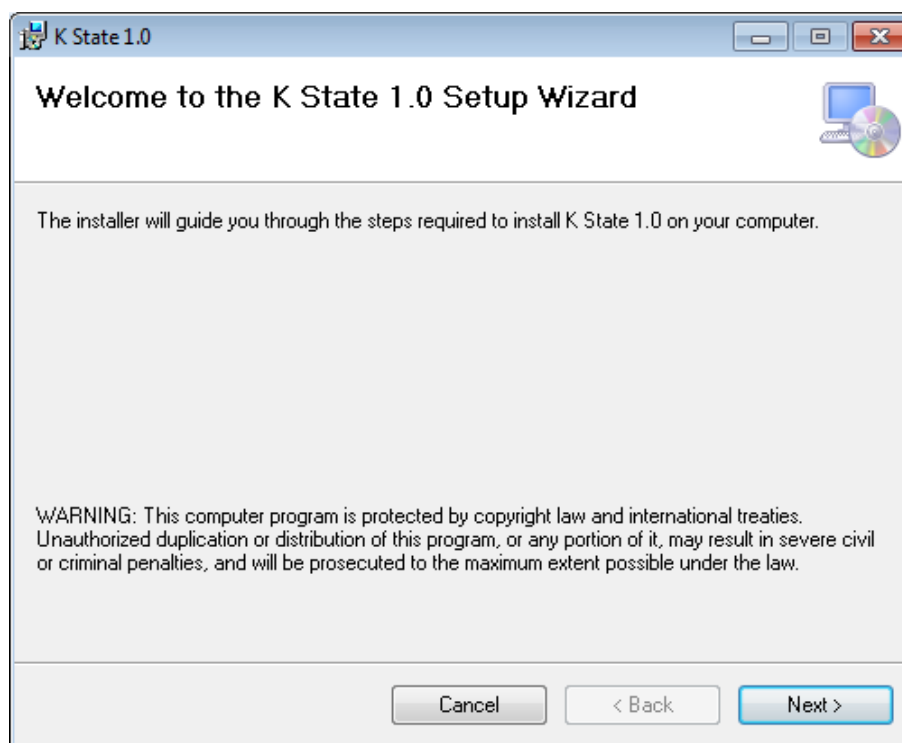 K State 1.0
Welcome to the K State 1.0 Setup Wizard
The installer will guide you through the steps required to install K State 1.0 on your computer.
WARNING: This computer program is protected by copyright law and international treaties.
Unauthorized duplication or distribution of this program, or any portion of it, may result in severe civil
or criminal penalties, and will be prosecuted to the maximum extent possible under the law.
Cancel < Back Next >